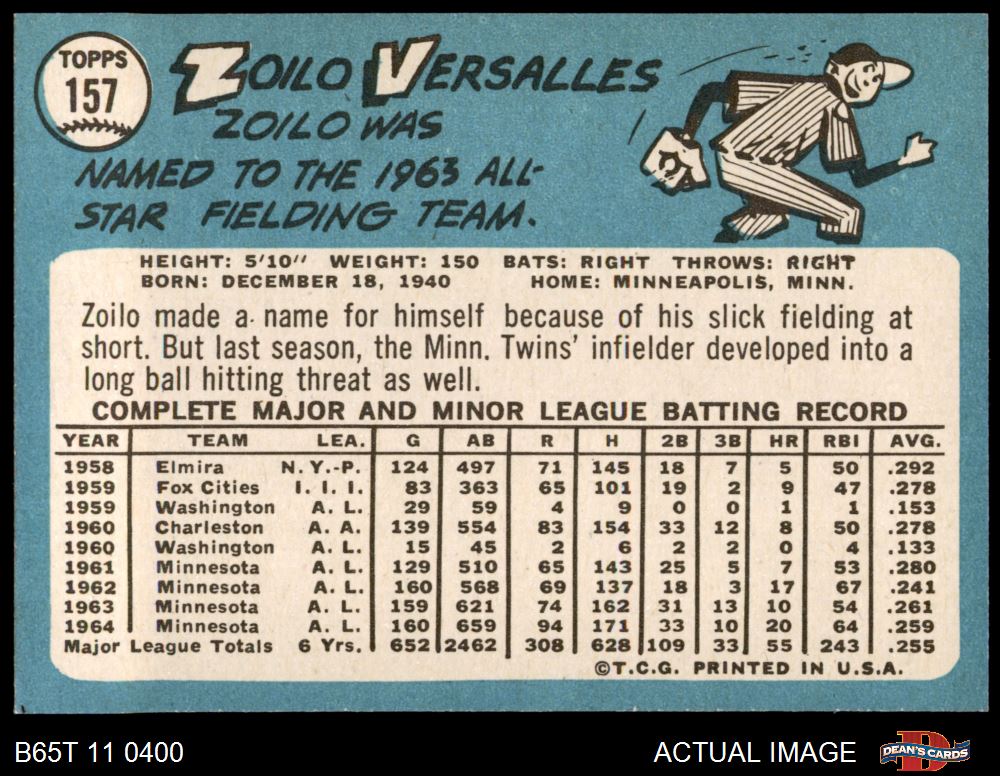 TOPPS
157
ZOILO VERSALLES
ZOILO WAS
NAMED TO THE 1963 ALL-
STAR FIELDING TEAM.
HEIGHT: 5'10" WEIGHT: 150 BATS: RIGHT THROWS: RIGHT
BORN: DECEMBER 18, 1940 HOME: MINNEAPOLIS, MINN.
Zoilo made a name for himself because of his slick fielding at
short. But last season, the Minn. Twins' infielder developed into a
long ball hitting threat as well.
COMPLETE MAJOR AND MINOR LEAGUE BATTING RECORD
YEAR TEAM LEA. G AB R H 2B 3B HR RBI AVG.
1958 Elmira N. Y.-P. 124 497 71 145 18 7 5 50 .292
1959 Fox Cities I. I. I. 83 363 65 101 19 2 9 47 .278
1959 Washington A. L. 29 59 4 9 0 0 1 1 .153
1960 Charleston A. A. 139 554 83 154 33 12 8 50 .278
1960 Washington A. L. 15 45 2 6 2 2 0 4 .133
1961 Minnesota A. L. 129 510 65 143 25 5 7 53 .280
1962 Minnesota A. L. 160 568 69 137 18 3 17 67 .241
1963 Minnesota A. L. 159 621 74 162 31 13 10 54 .261
1964 Minnesota A. L. 160 659 94 171 33 10 20 64 .259
Major League Totals 6 Yrs. 652 2462 308 628 109 33 55 243 .255
©T.C.G. PRINTED IN U.S.A.
B65T 11 0400 ACTUAL IMAGE DEAN'S CARDS